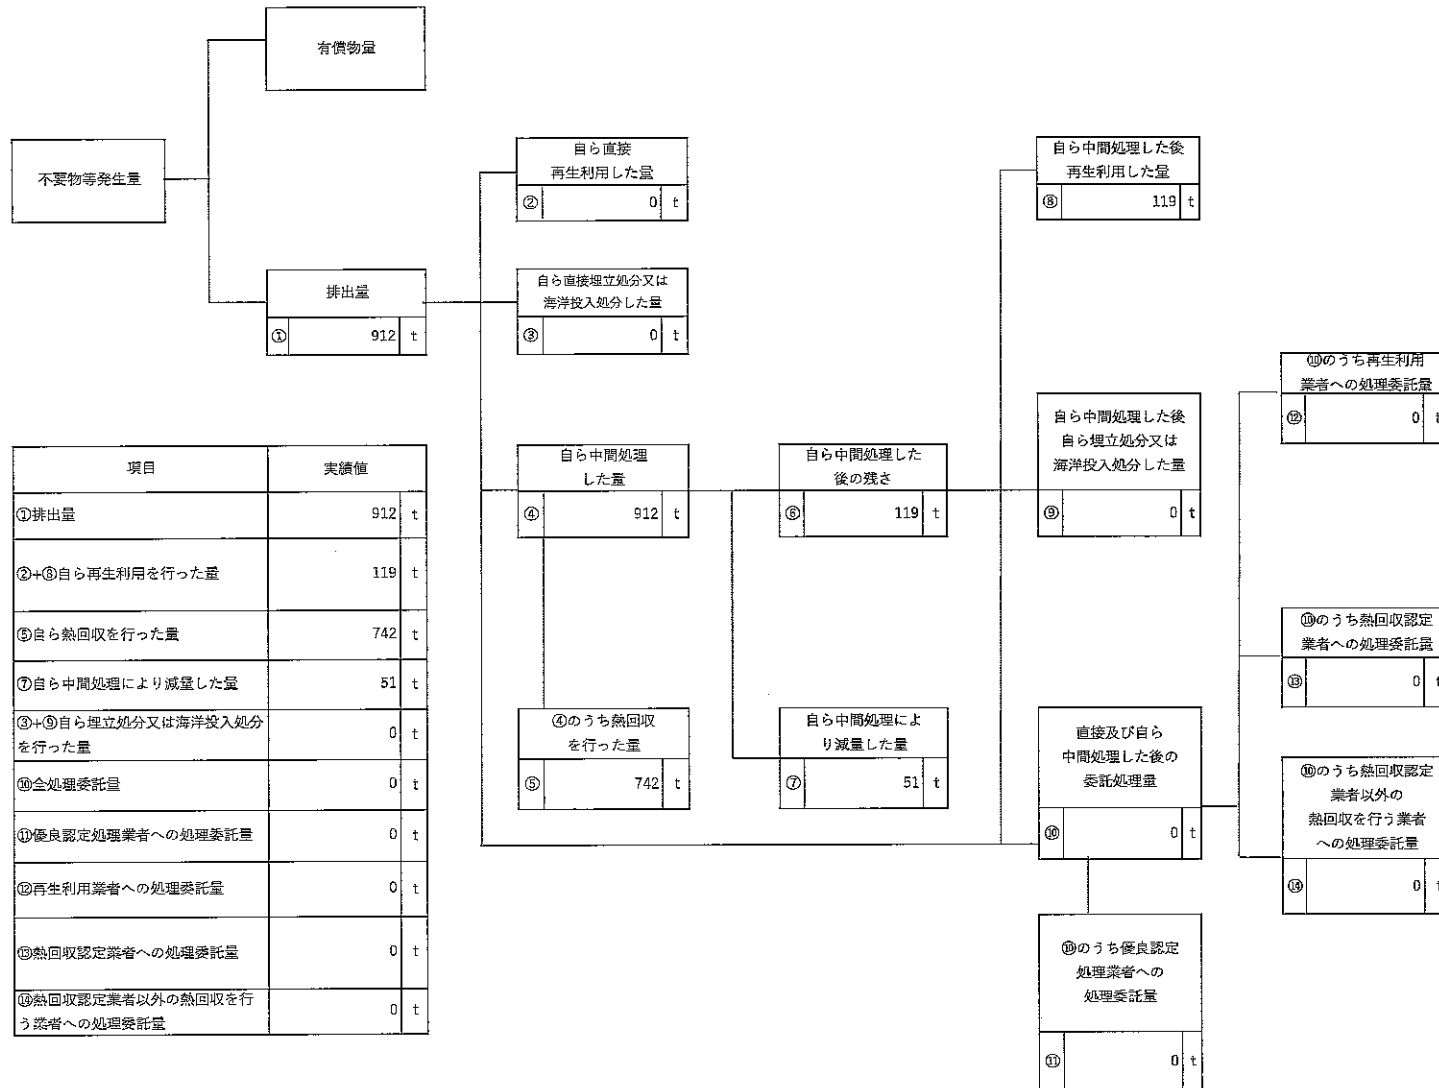 有償物量
不要物等発生量
排出量
① 912 t
自ら直接
再生利用した量
② 0 t
自ら直接埋立処分又は
海洋投入処分した量
③ 0 t
自ら中間処理
した量
④ 912 t
④のうち熱回収
を行った量
⑤ 742 t
自ら中間処理した
後の残さ
⑥ 119 t
自ら中間処理によ
り減量した量
⑦ 51 t
自ら中間処理した後
再生利用した量
⑧ 119 t
自ら中間処理した後
自ら埋立処分又は
海洋投入処分した量
⑨ 0 t
直接及び自ら
中間処理した後の
委託処理量
⑩ 0 t
⑩のうち優良認定
処理業者への
処理委託量
⑪ 0 t
⑩のうち再生利用
業者への処理委託量
⑫ 0 t
⑩のうち熱回収認定
業者への処理委託量
⑬ 0 t
⑩のうち熱回収認定
業者以外の
熱回収を行う業者
への処理委託量
⑭ 0 t
項目 実績値
①排出量 912 t
②+⑧自ら再生利用を行った量 119 t
⑤自ら熱回収を行った量 742 t
⑦自ら中間処理により減量した量 51 t
③+⑨自ら埋立処分又は海洋投入処分
を行った量 0 t
⑩全処理委託量 0 t
⑪優良認定処理業者への処理委託量 0 t
⑫再生利用業者への処理委託量 0 t
⑬熱回収認定業者への処理委託量 0 t
⑭熱回収認定業者以外の熱回収を行
う業者への処理委託量 0 t